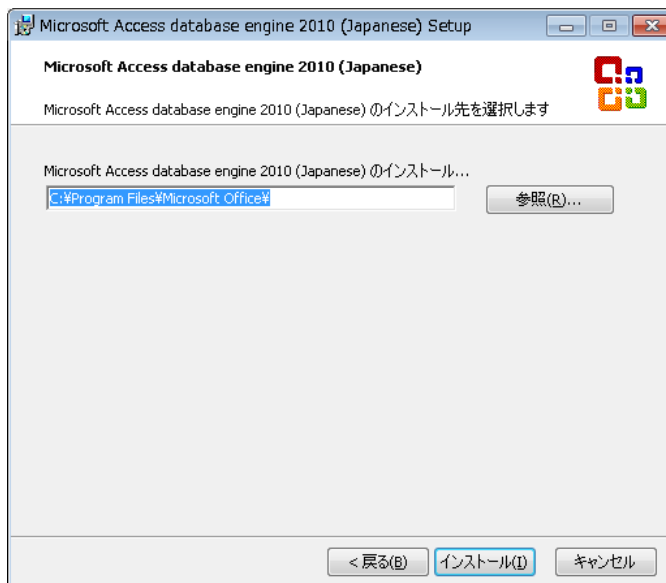 Microsoft Access database engine 2010 (Japanese) Setup
Microsoft Access database engine 2010 (Japanese)
Microsoft Access database engine 2010 (Japanese) のインストール先を選択します
Microsoft Access database engine 2010 (Japanese) のインストール...
C:¥Program Files¥Microsoft Office¥
参照(R)...
< 戻る(B)
インストール(I)
キャンセル